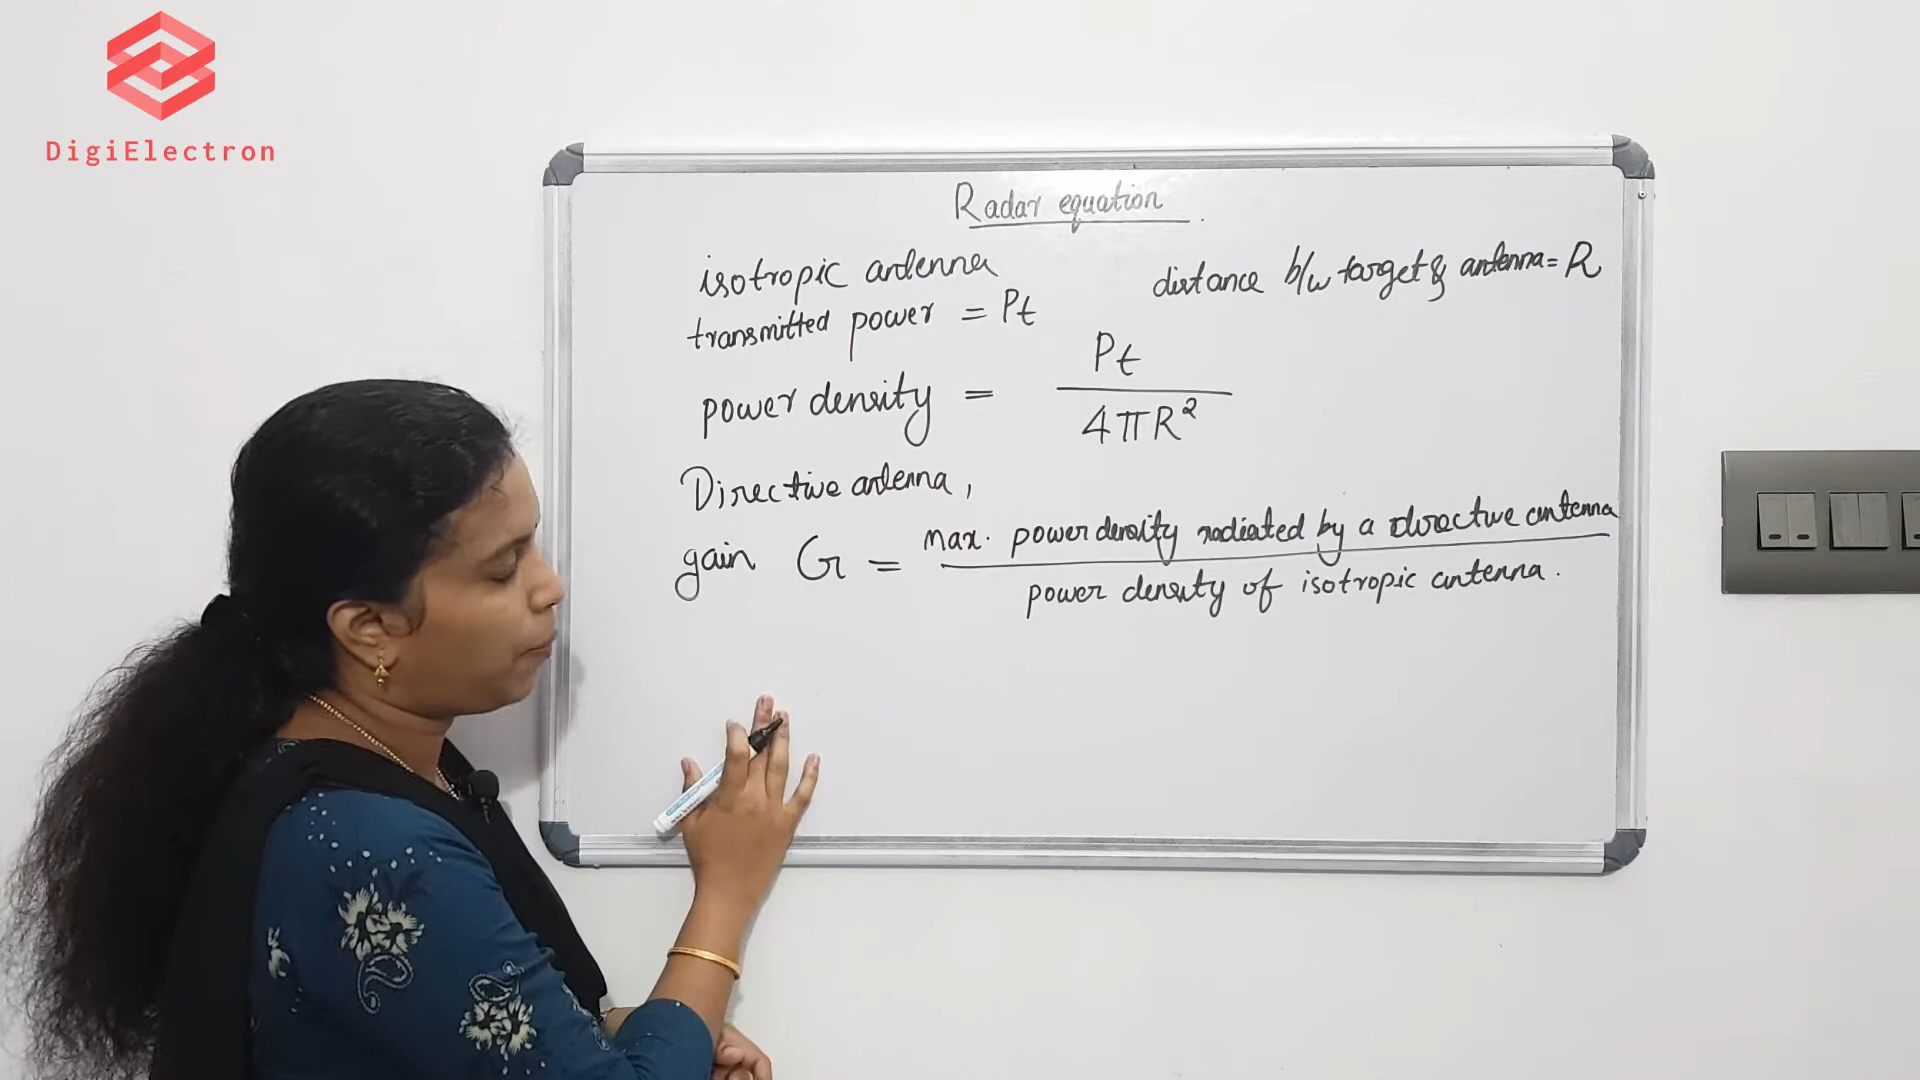 DigiElectron
Radar equation
isotropic antenna
distance b/w target & antenna = R
transmitted power = Pt
power density = Pt / 4πR²
Directive antenna,
gain G = max. power density radiated by a directive antenna / power density of isotropic antenna.